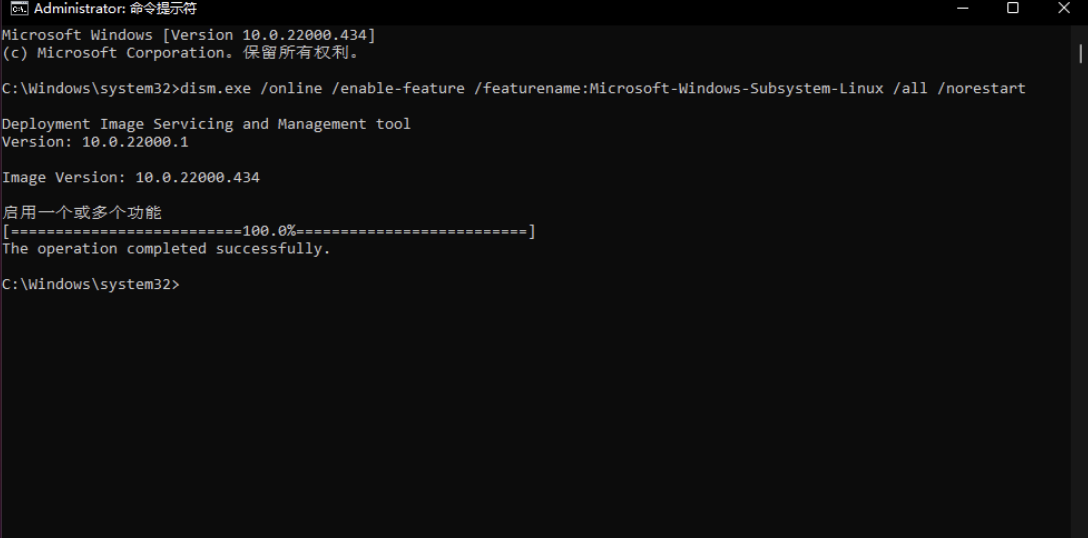 Administrator: 命令提示符
Microsoft Windows [Version 10.0.22000.434]
(c) Microsoft Corporation。保留所有权利。
C:\Windows\system32>dism.exe /online /enable-feature /featurename:Microsoft-Windows-Subsystem-Linux /all /norestart
Deployment Image Servicing and Management tool
Version: 10.0.22000.1
Image Version: 10.0.22000.434
启用一个或多个功能
[==========================100.0%==========================]
The operation completed successfully.
C:\Windows\system32>